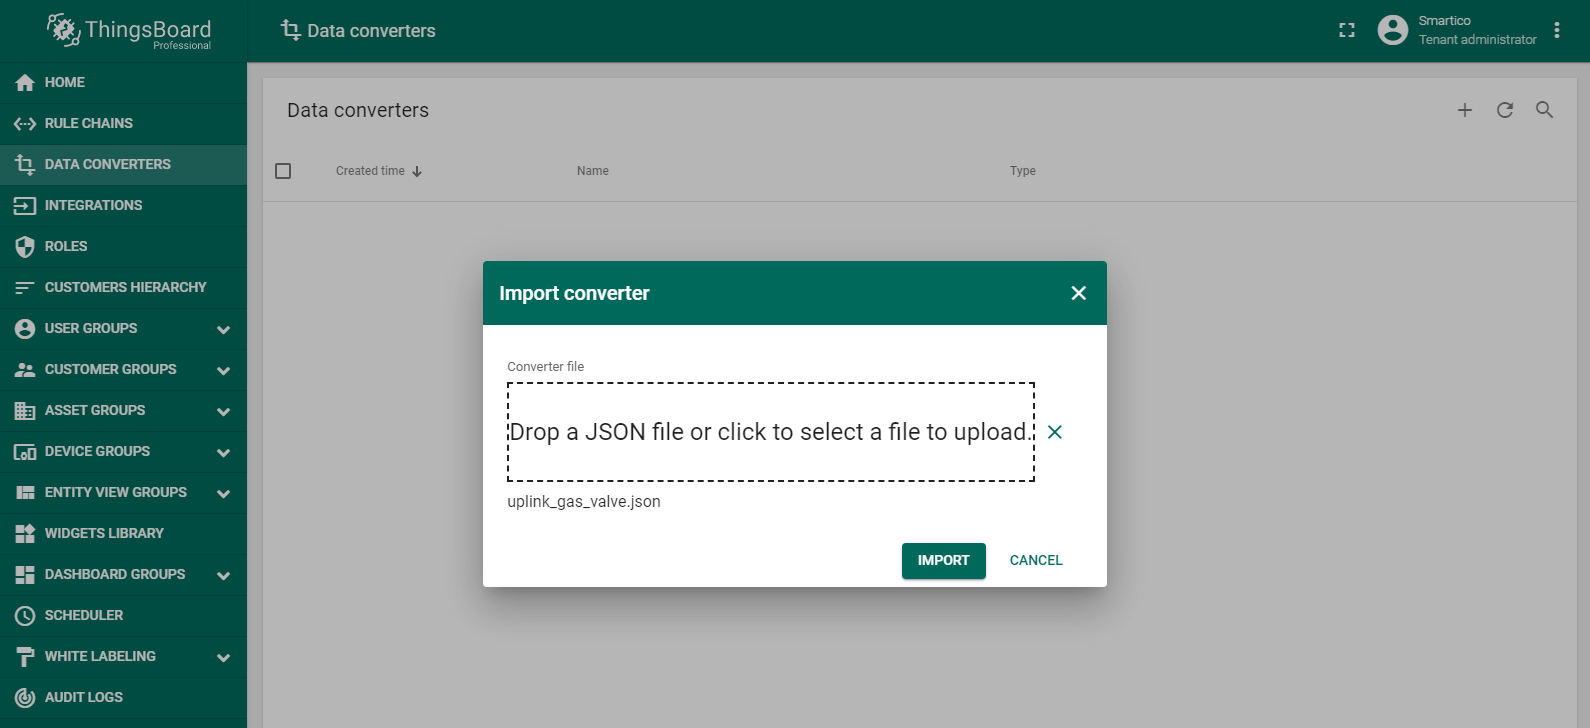 ThingsBoard
Professional
Data converters
Smartico
Tenant administrator
HOME
RULE CHAINS
DATA CONVERTERS
INTEGRATIONS
ROLES
CUSTOMERS HIERARCHY
USER GROUPS
CUSTOMER GROUPS
ASSET GROUPS
DEVICE GROUPS
ENTITY VIEW GROUPS
WIDGETS LIBRARY
DASHBOARD GROUPS
SCHEDULER
WHITE LABELING
AUDIT LOGS
Data converters
Created time Name Type
Import converter
Converter file
Drop a JSON file or click to select a file to upload.
uplink_gas_valve.json
IMPORT CANCEL